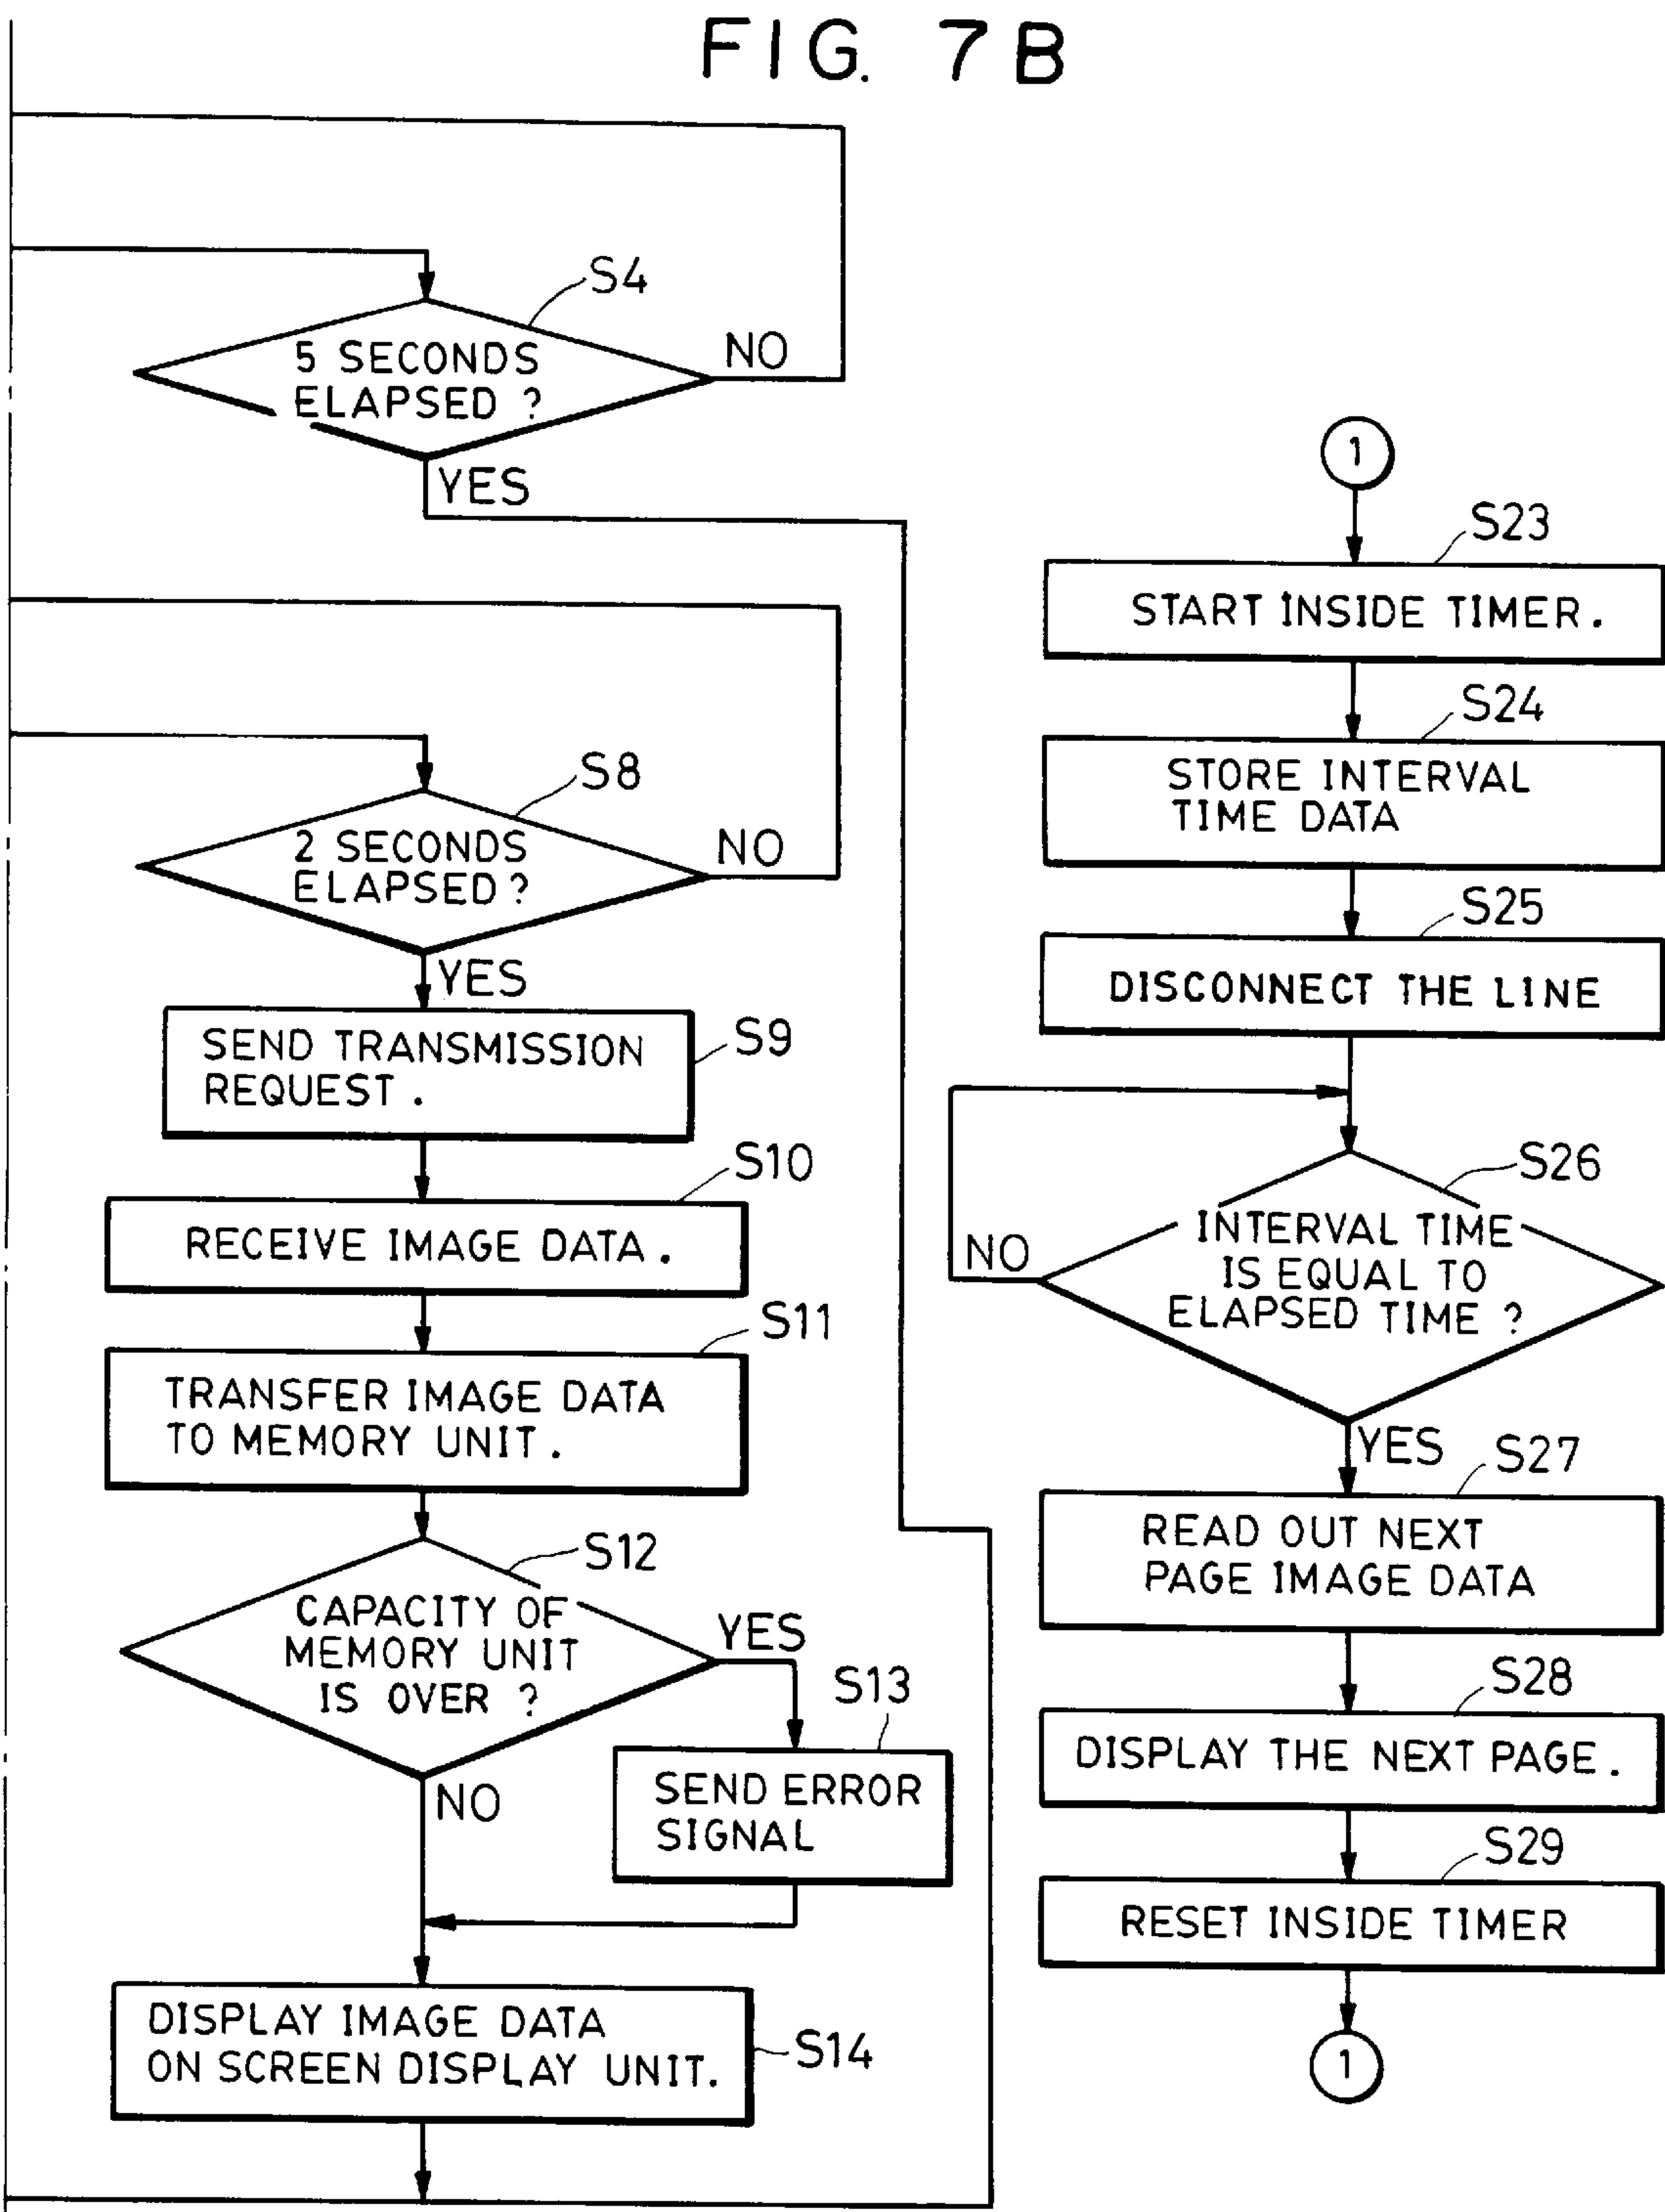 FIG. 7B
S4
5 SECONDS
ELAPSED ?
NO
YES
S8
2 SECONDS
ELAPSED ?
NO
YES
SEND TRANSMISSION
REQUEST .
S9
S10
RECEIVE IMAGE DATA .
S11
TRANSFER IMAGE DATA
TO MEMORY UNIT .
S12
CAPACITY OF
MEMORY UNIT
IS OVER ?
YES
S13
SEND ERROR
SIGNAL
NO
DISPLAY IMAGE DATA
ON SCREEN DISPLAY UNIT.
S14
1
S23
START INSIDE TIMER .
S24
STORE INTERVAL
TIME DATA
S25
DISCONNECT THE LINE
S26
INTERVAL TIME
IS EQUAL TO
ELAPSED TIME ?
NO
YES
S27
READ OUT NEXT
PAGE IMAGE DATA
S28
DISPLAY THE NEXT PAGE .
S29
RESET INSIDE TIMER
1